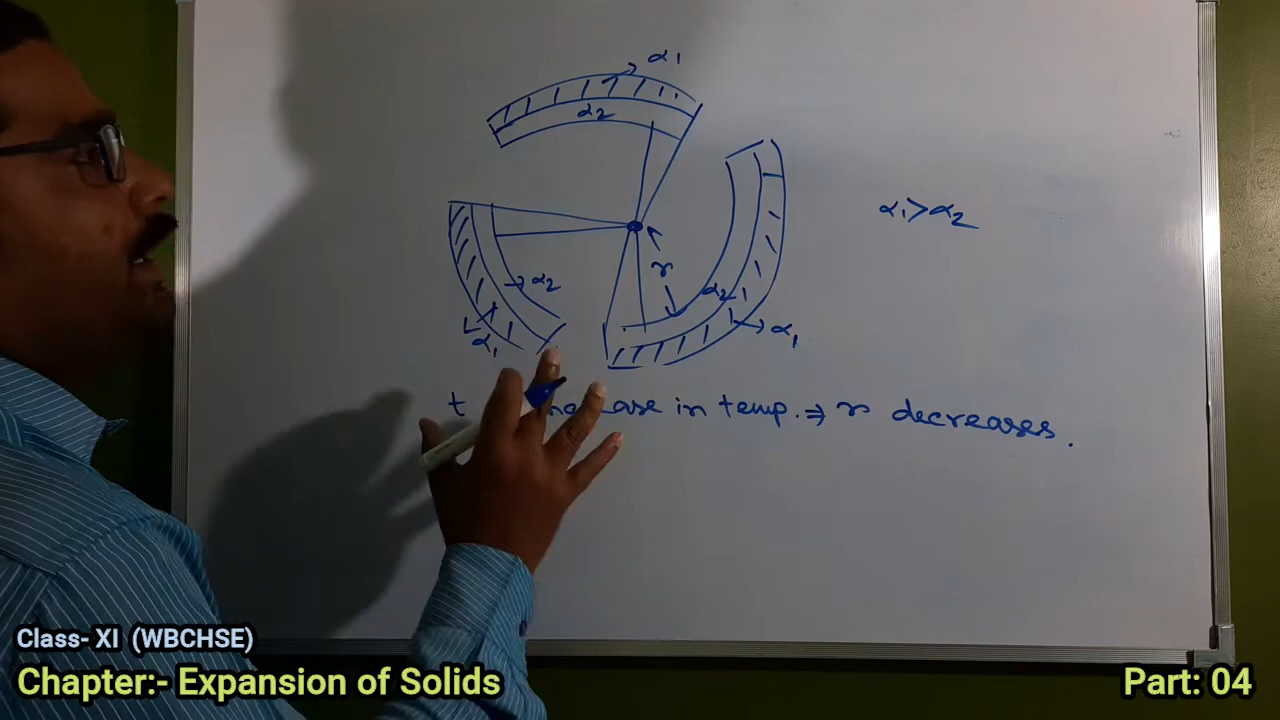 α1
α2
α1>α2
α2
r
α2
α1
α1
t in temp. ⇒ r decreases.
Class- XI (WBCHSE)
Chapter:- Expansion of Solids
Part: 04